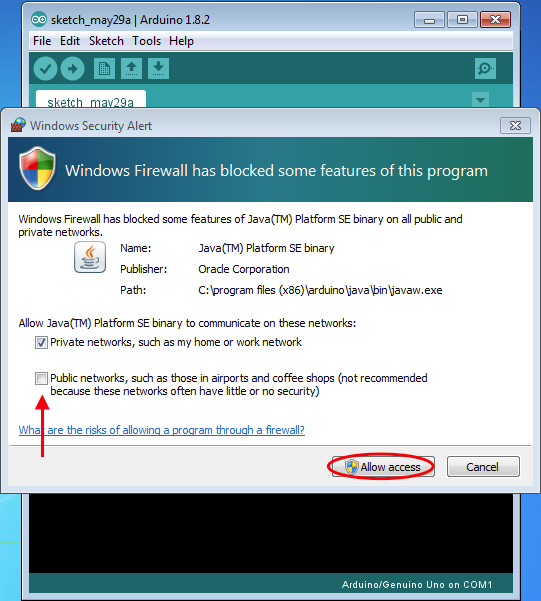 sketch_may29a | Arduino 1.8.2
File Edit Sketch Tools Help
sketch_may29a
Windows Security Alert
Windows Firewall has blocked some features of this program
Windows Firewall has blocked some features of Java(TM) Platform SE binary on all public and
private networks.
Name: Java(TM) Platform SE binary
Publisher: Oracle Corporation
Path: C:\program files (x86)\arduino\java\bin\javaw.exe
Allow Java(TM) Platform SE binary to communicate on these networks:
Private networks, such as my home or work network
Public networks, such as those in airports and coffee shops (not recommended
because these networks often have little or no security)
What are the risks of allowing a program through a firewall?
Allow access Cancel
Arduino/Genuino Uno on COM1